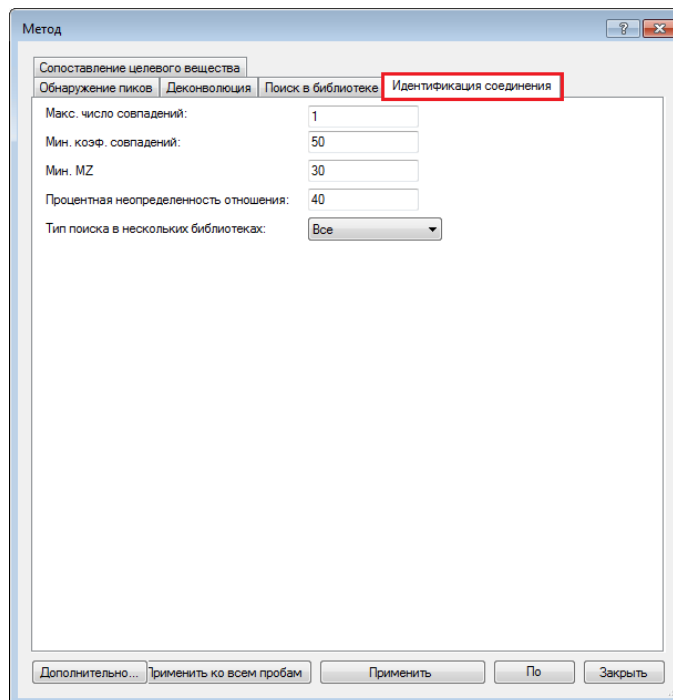 Метод
Сопоставление целевого вещества
Обнаружение пиков Деконволюция Поиск в библиотеке Идентификация соединения
Макс. число совпадений: 1
Мин. коэф. совпадений: 50
Мин. MZ 30
Процентная неопределенность отношения: 40
Тип поиска в нескольких библиотеках: Все
Дополнительно... Применить ко всем пробам Применить По Закрыть